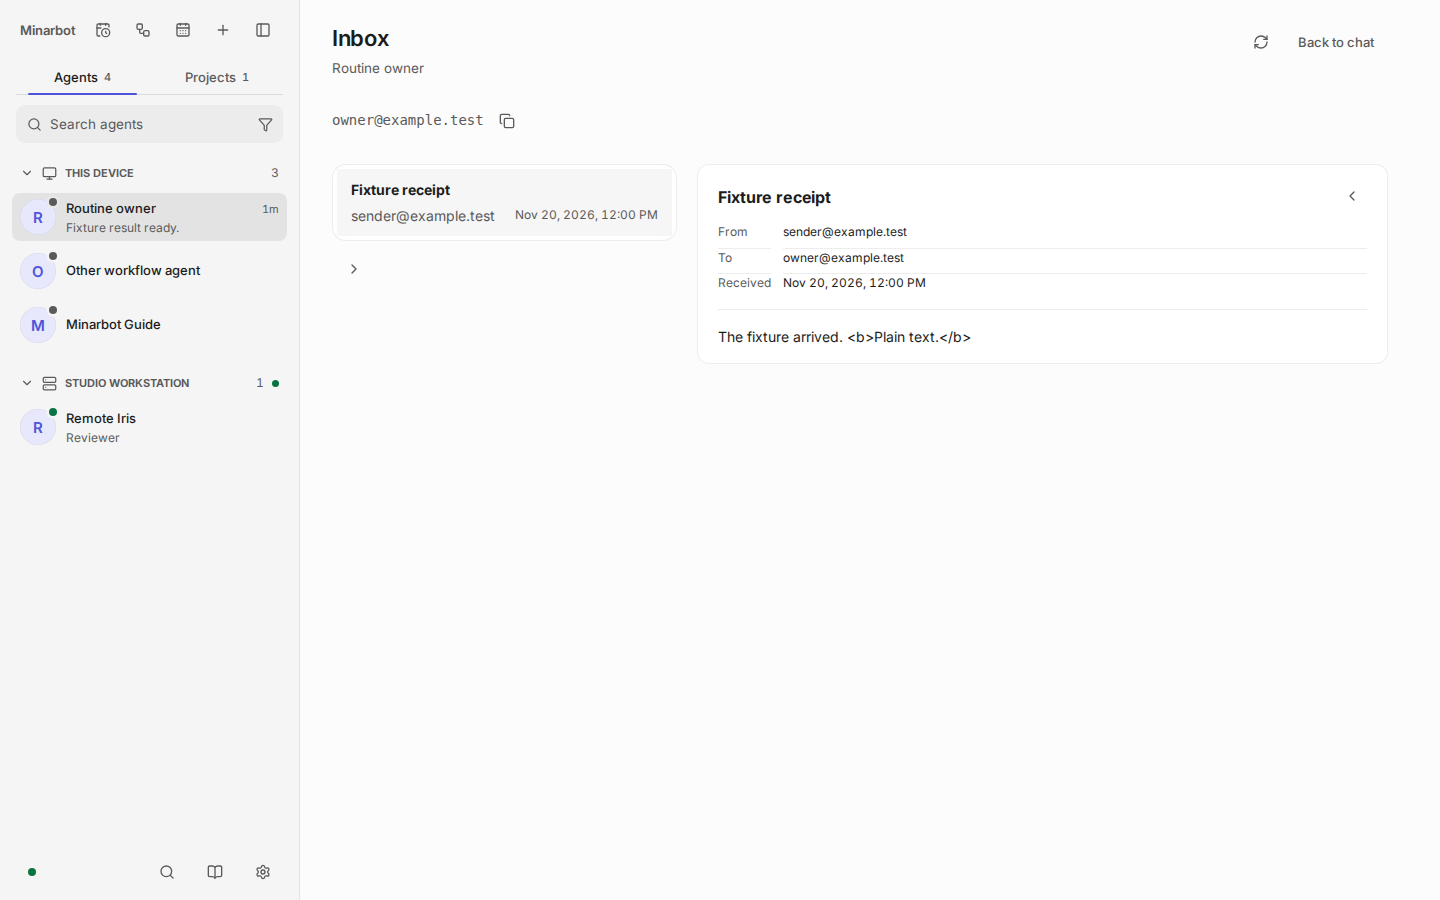 Minarbot
Agents 4
Projects 1
Search agents
THIS DEVICE 3
R
Routine owner 1m
Fixture result ready.
O
Other workflow agent
M
Minarbot Guide
STUDIO WORKSTATION 1
R
Remote Iris
Reviewer
Inbox
Routine owner
Back to chat
owner@example.test
Fixture receipt
sender@example.test Nov 20, 2026, 12:00 PM
Fixture receipt
From sender@example.test
To owner@example.test
Received Nov 20, 2026, 12:00 PM
The fixture arrived. <b>Plain text.</b>